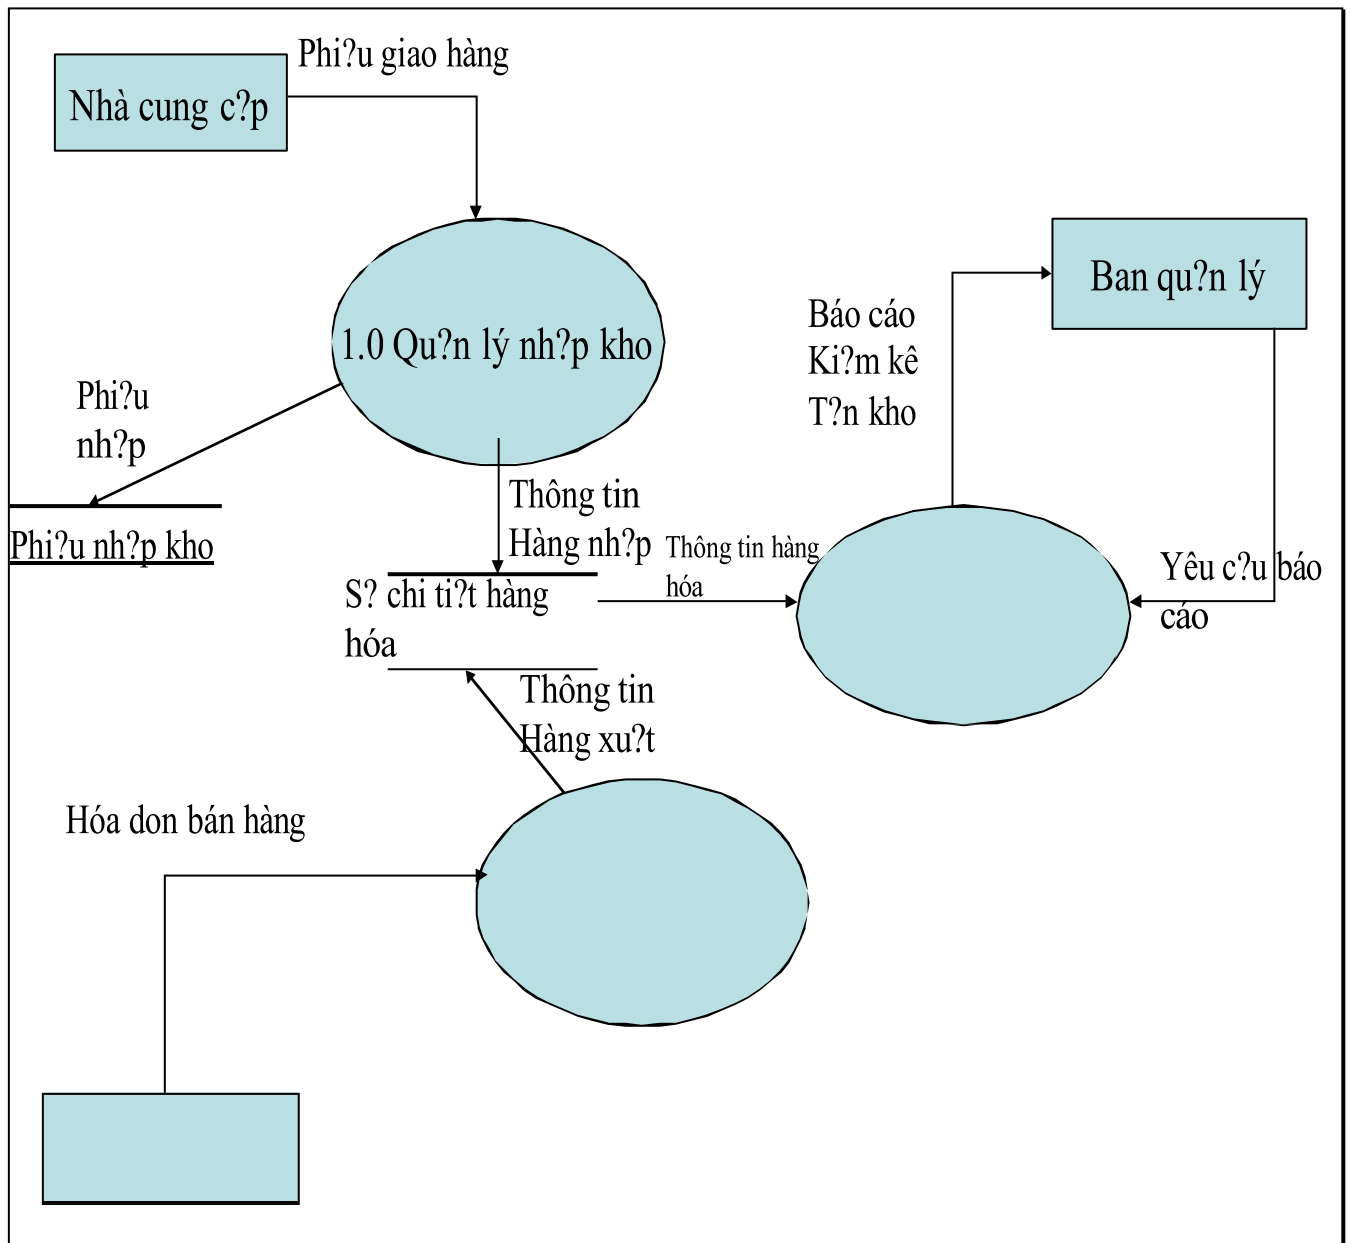 Phi?u giao hàng
Nhà cung c?p
Ban qu?n lý
Báo cáo
Ki?m kê
T?n kho
1.0 Qu?n lý nh?p kho
Phi?u
nh?p
Thông tin
Hàng nh?p
Phi?u nh?p kho
Thông tin hàng
hóa
Yêu c?u báo
cáo
S? chi ti?t hàng
hóa
Thông tin
Hàng xu?t
Hóa don bán hàng